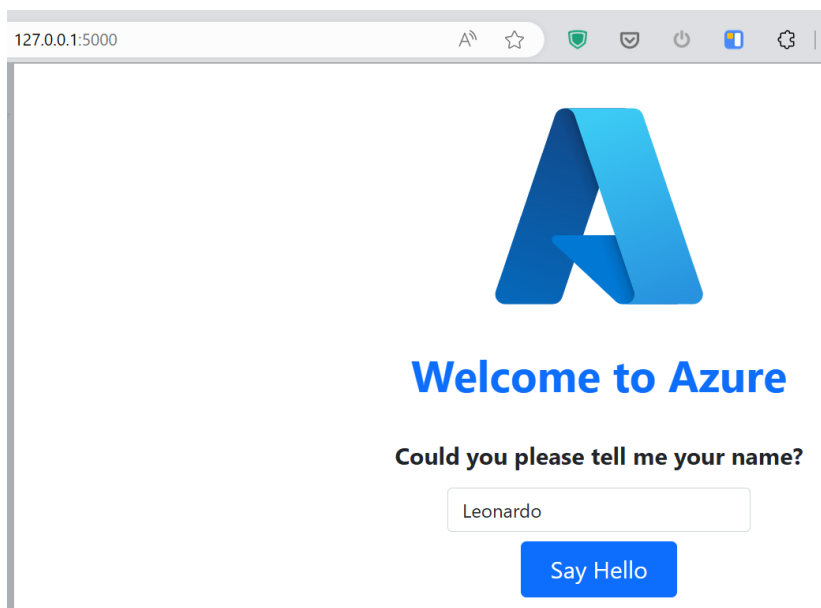 127.0.0.1:5000
Welcome to Azure
Could you please tell me your name?
Leonardo
Say Hello